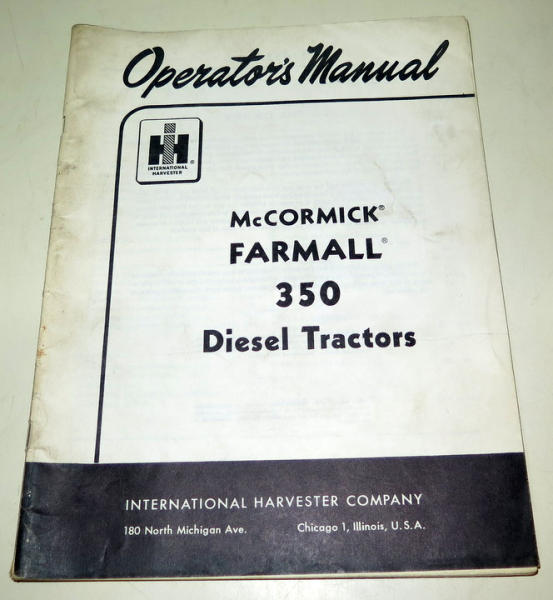 Operator's Manual
IH
®
INTERNATIONAL
HARVESTER
McCORMICK®
FARMALL®
350
Diesel Tractors
INTERNATIONAL HARVESTER COMPANY
180 North Michigan Ave. Chicago 1, Illinois, U.S.A.